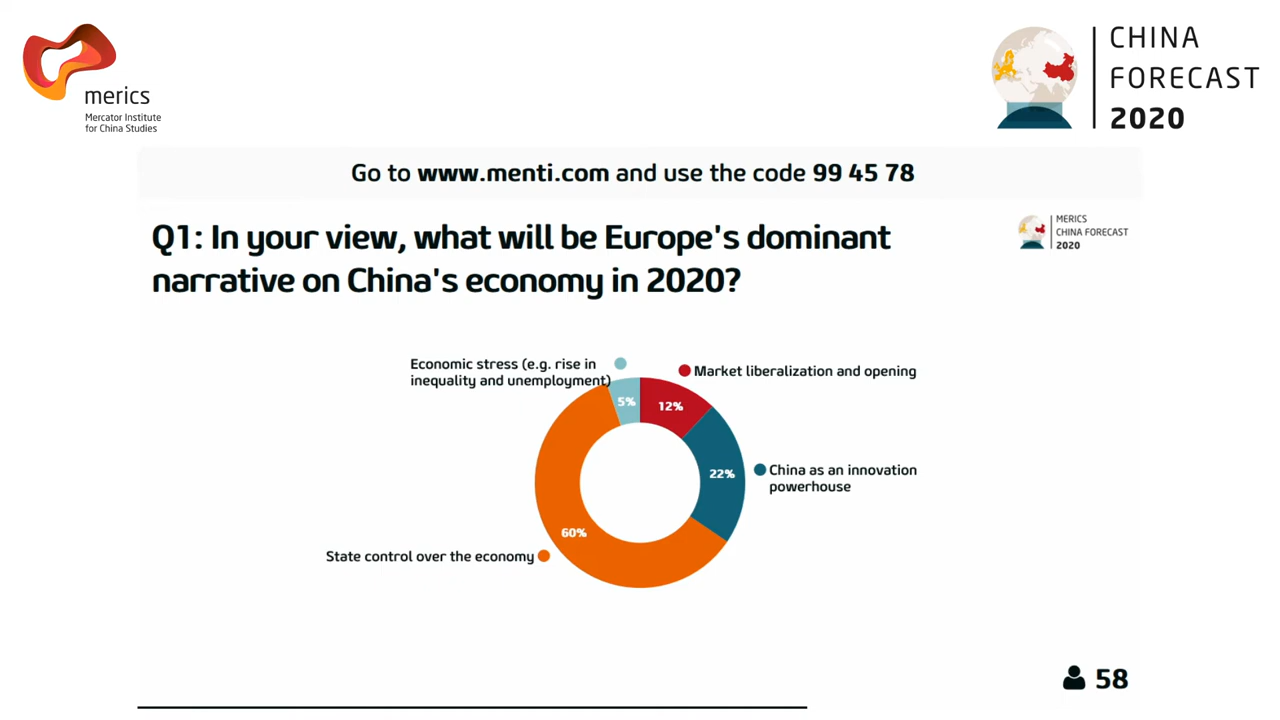 merics
Mercator Institute
for China Studies
CHINA
FORECAST
2020
Go to www.menti.com and use the code 99 45 78
Q1: In your view, what will be Europe's dominant
narrative on China's economy in 2020?
MERICS
CHINA FORECAST
2020
Economic stress (e.g. rise in
inequality and unemployment)
Market liberalization and opening
5%
12%
China as an innovation
powerhouse
22%
60%
State control over the economy
58